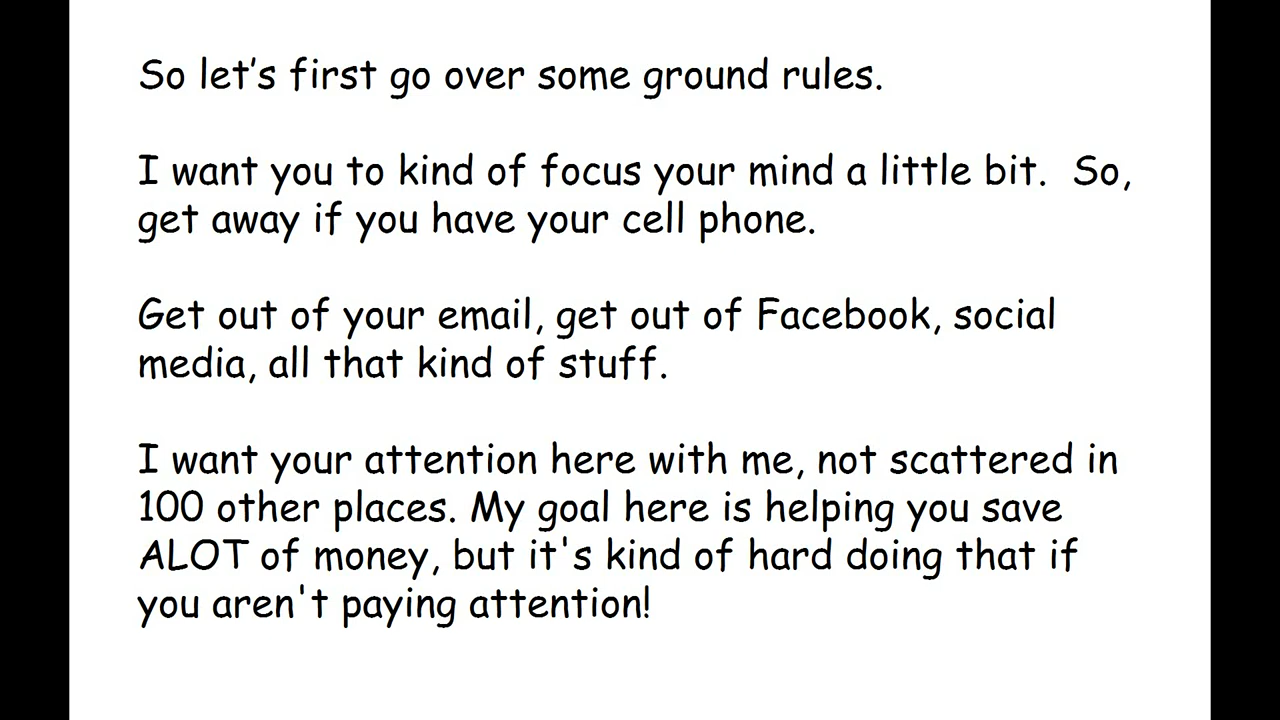 So let’s first go over some ground rules.
I want you to kind of focus your mind a little bit.  So,
get away if you have your cell phone.
Get out of your email, get out of Facebook, social
media, all that kind of stuff.
I want your attention here with me, not scattered in
100 other places. My goal here is helping you save
ALOT of money, but it's kind of hard doing that if
you aren't paying attention!